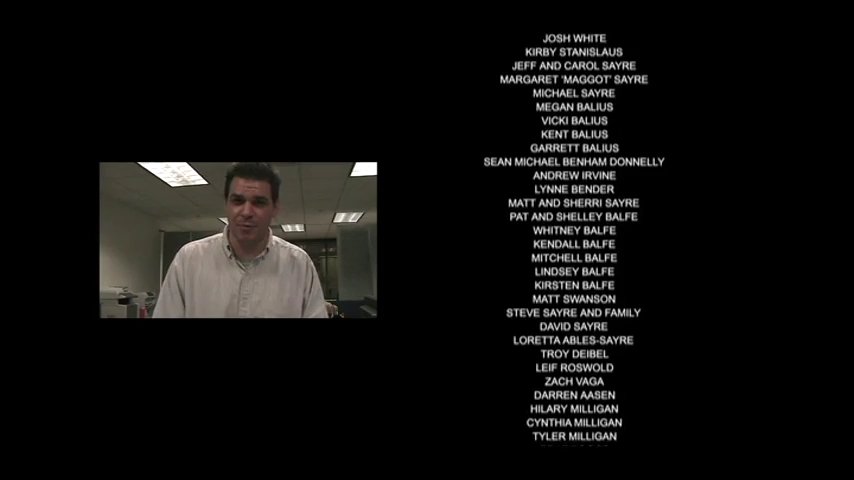 JOSH WHITE
KIRBY STANISLAUS
JEFF AND CAROL SAYRE
MARGARET 'MAGGOT' SAYRE
MICHAEL SAYRE
MEGAN BALIUS
VICKI BALIUS
KENT BALIUS
GARRETT BALIUS
SEAN MICHAEL BENHAM DONNELLY
ANDREW IRVINE
LYNNE BENDER
MATT AND SHERRI SAYRE
PAT AND SHELLEY BALFE
WHITNEY BALFE
KENDALL BALFE
MITCHELL BALFE
LINDSEY BALFE
KIRSTEN BALFE
MATT SWANSON
STEVE SAYRE AND FAMILY
DAVID SAYRE
LORETTA ABLES-SAYRE
TROY DEIBEL
LEIF ROSWOLD
ZACH VAGA
DARREN AASEN
HILARY MILLIGAN
CYNTHIA MILLIGAN
TYLER MILLIGAN